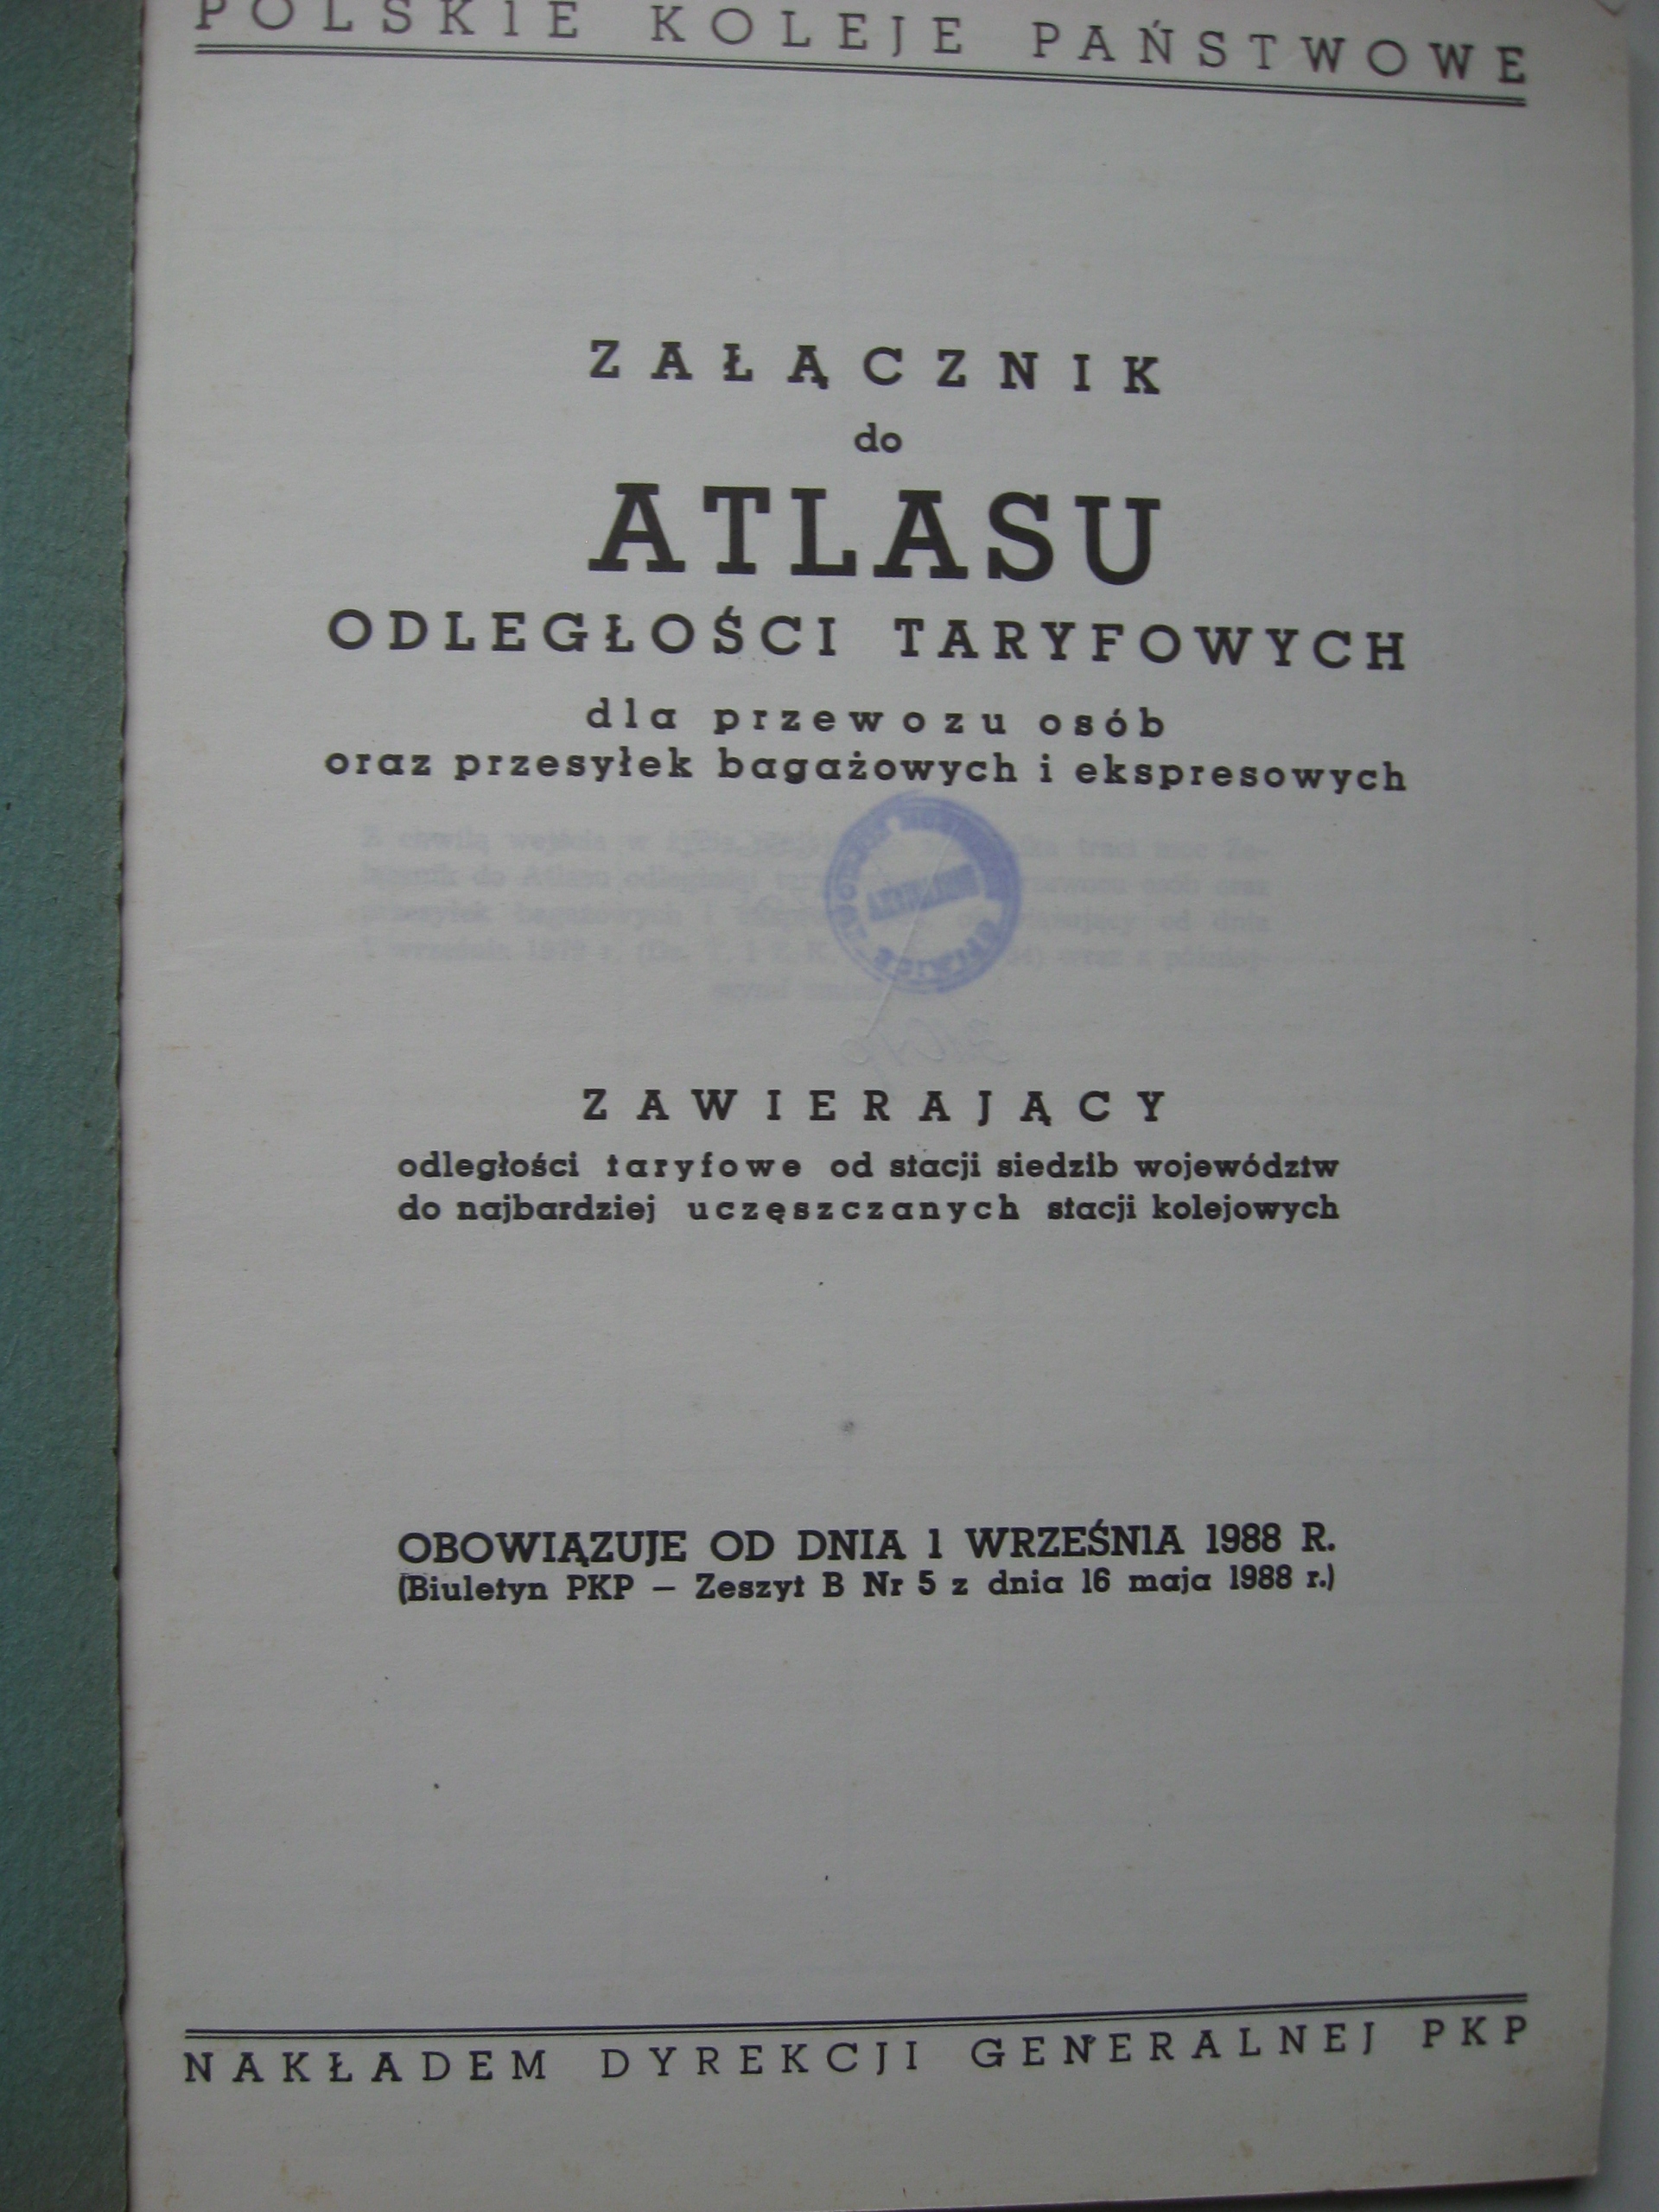 POLSKIE KOLEJE PAŃSTWOWE
ZAŁĄCZNIK
do
ATLASU
ODLEGŁOŚCI TARYFOWYCH
dla przewozu osób
oraz przesyłek bagażowych i ekspresowych
ZAWIERAJĄCY
odległości taryfowe od stacji siedzib województw
do najbardziej uczęszczanych stacji kolejowych
OBOWIĄZUJE OD DNIA 1 WRZEŚNIA 1988 R.
(Biuletyn PKP — Zeszyt B Nr 5 z dnia 16 maja 1988 r.)
NAKŁADEM DYREKCJI GENERALNEJ PKP